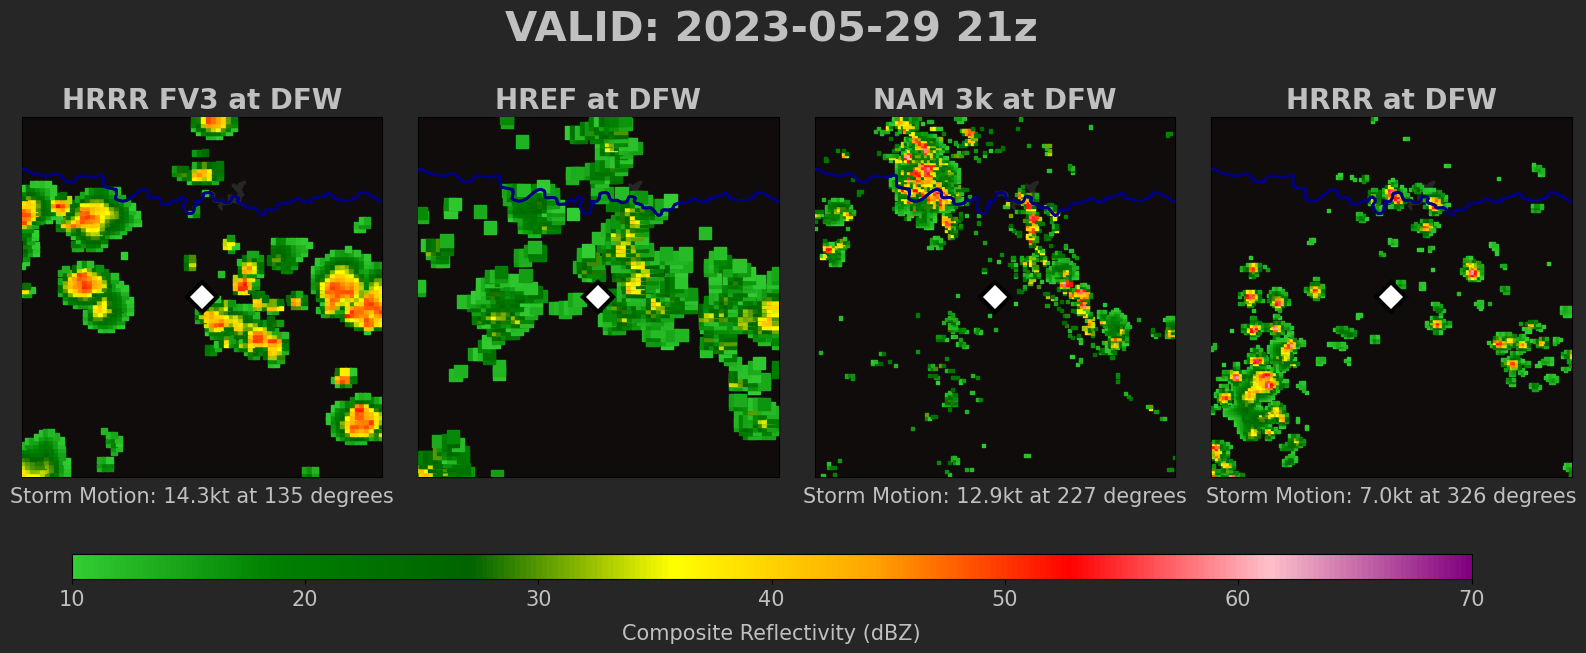 VALID: 2023-05-29 21z
HRRR FV3 at DFW
HREF at DFW
NAM 3k at DFW
HRRR at DFW
Storm Motion: 14.3kt at 135 degrees
Storm Motion: 12.9kt at 227 degrees
Storm Motion: 7.0kt at 326 degrees
10 20 30 40 50 60 70
Composite Reflectivity (dBZ)